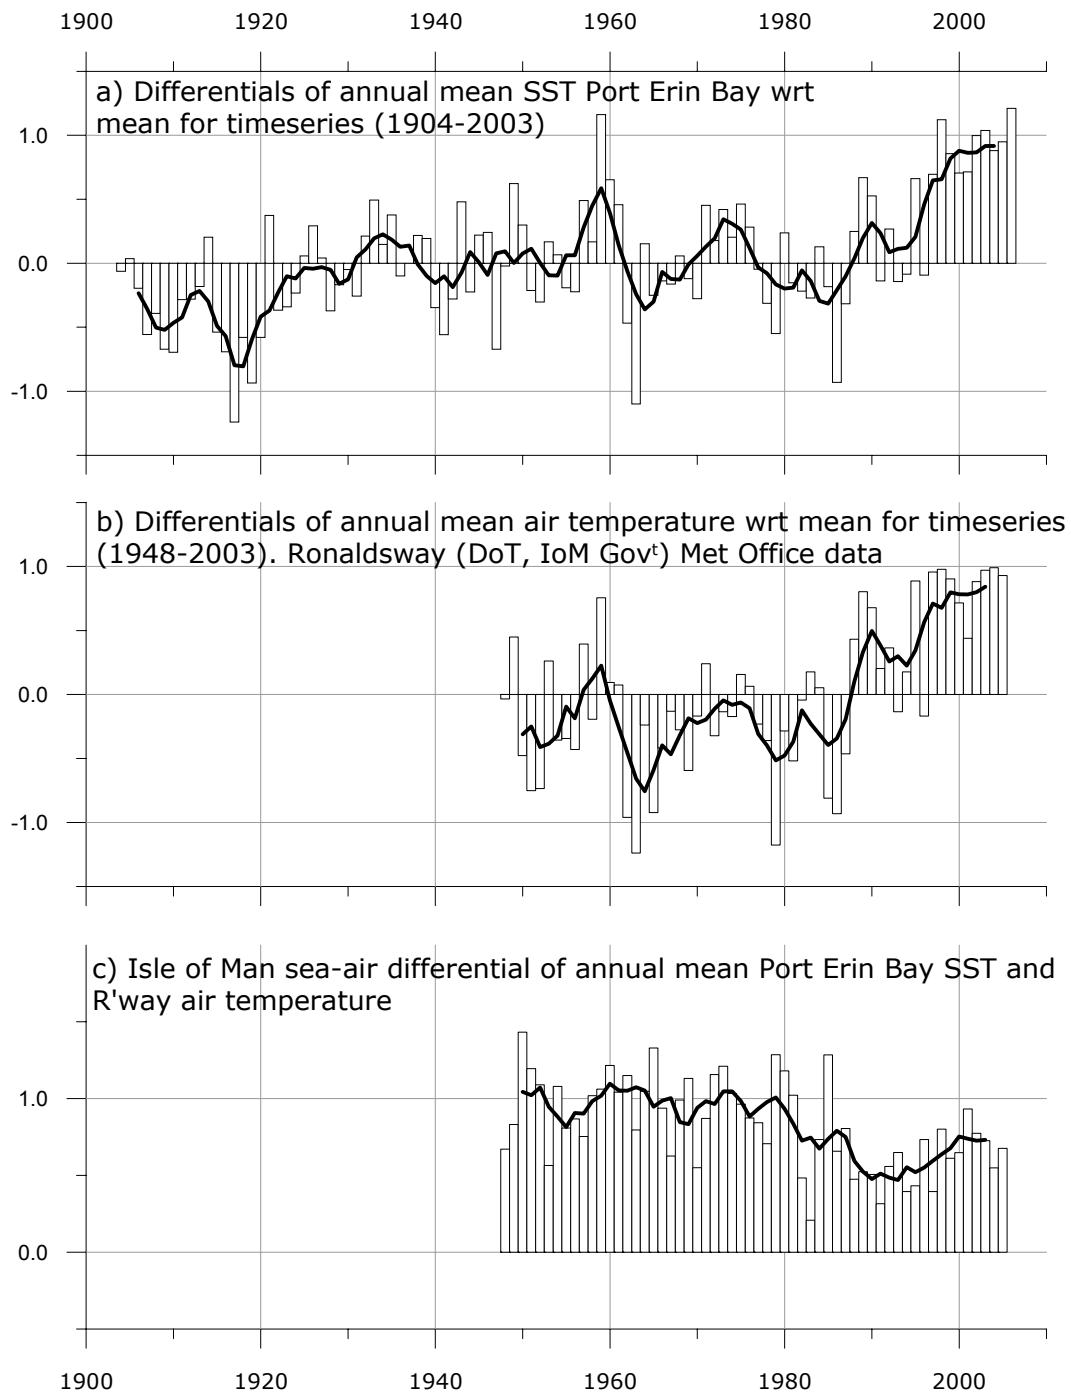 1900 1920 1940 1960 1980 2000
a) Differentials of annual mean SST Port Erin Bay wrt
mean for timeseries (1904-2003)
1.0
0.0
-1.0
b) Differentials of annual mean air temperature wrt mean for timeseries
(1948-2003). Ronaldsway (DoT, IoM Govᵗ) Met Office data
1.0
0.0
-1.0
c) Isle of Man sea-air differential of annual mean Port Erin Bay SST and
R'way air temperature
1.0
0.0
1900 1920 1940 1960 1980 2000